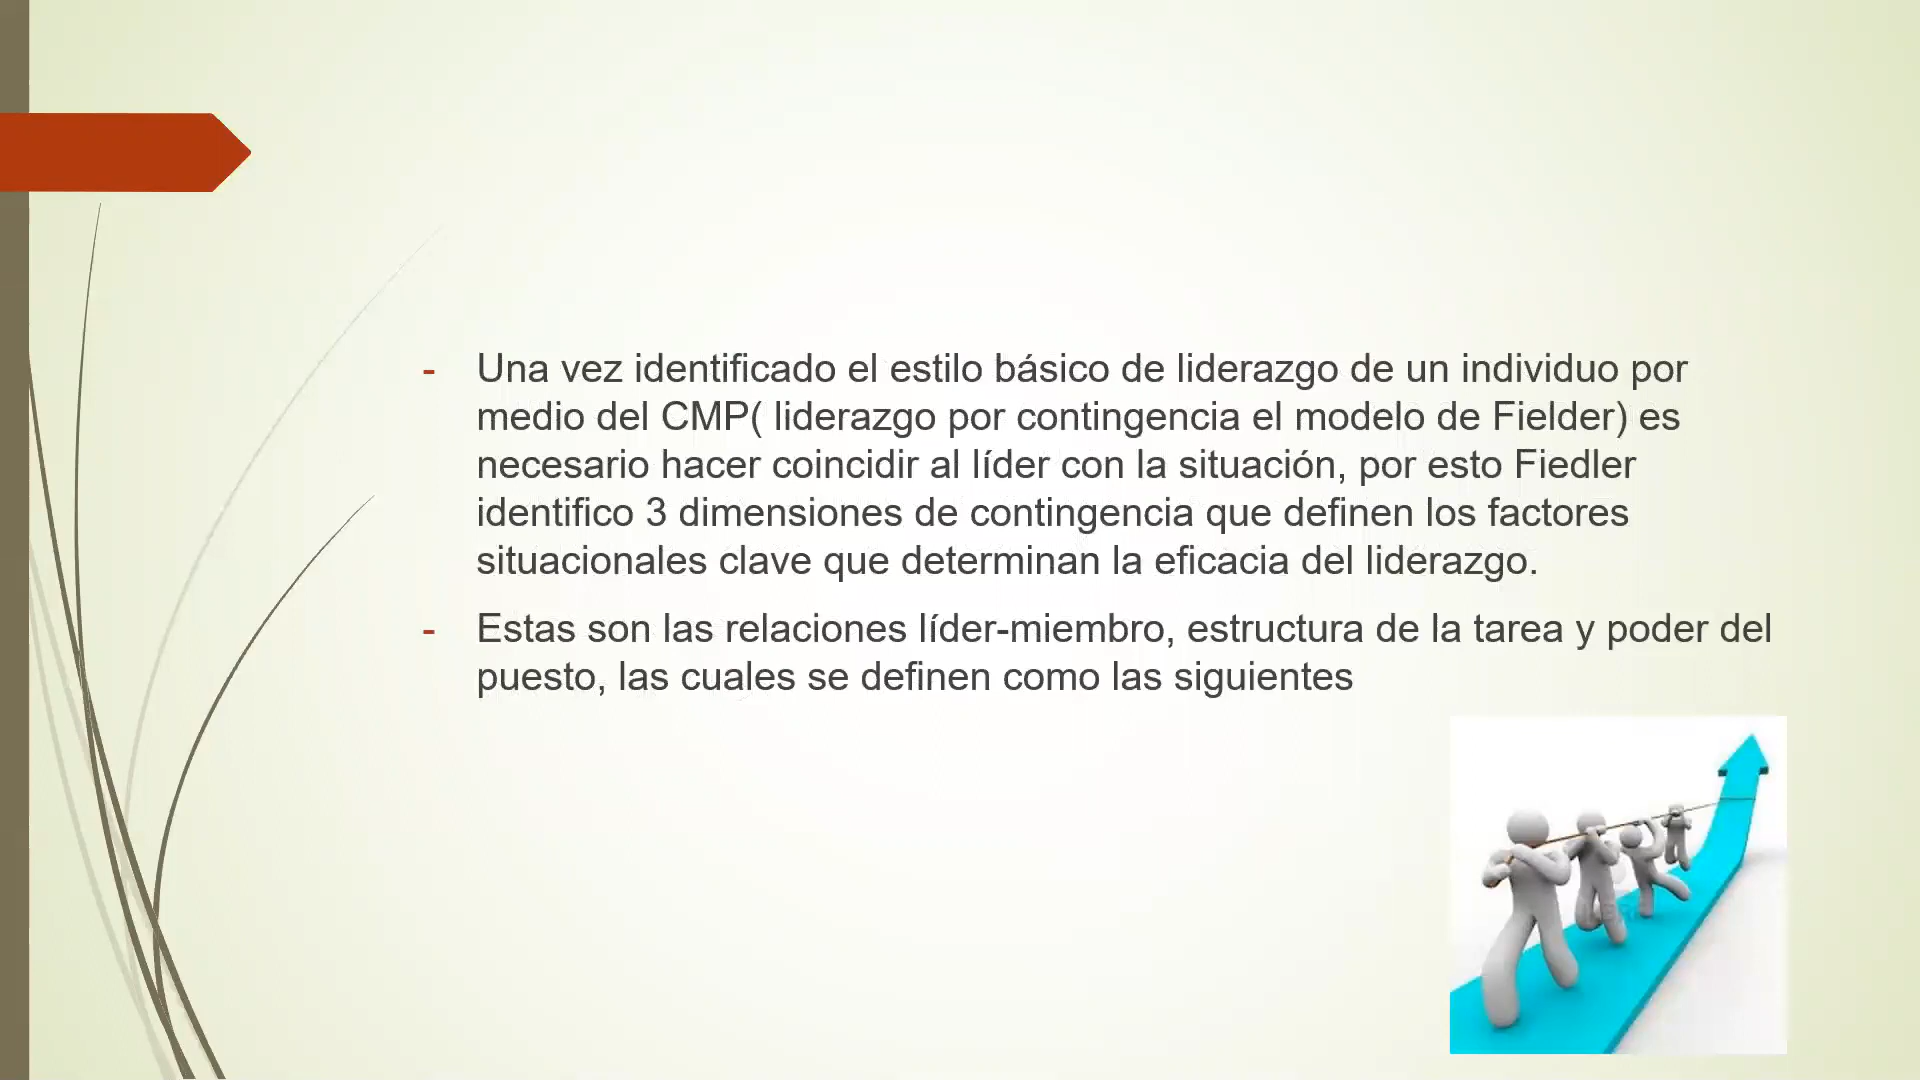 - Una vez identificado el estilo básico de liderazgo de un individuo por
medio del CMP( liderazgo por contingencia el modelo de Fielder) es
necesario hacer coincidir al líder con la situación, por esto Fiedler
identifico 3 dimensiones de contingencia que definen los factores
situacionales clave que determinan la eficacia del liderazgo.
- Estas son las relaciones líder-miembro, estructura de la tarea y poder del
puesto, las cuales se definen como las siguientes